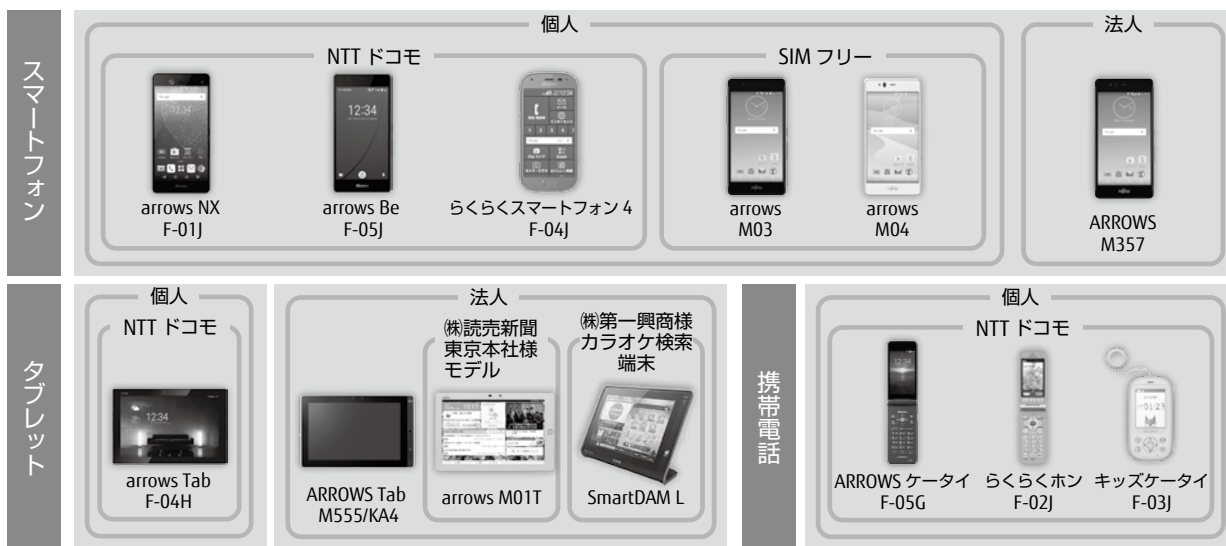 スマートフォン
個人
NTT ドコモ
arrows NX
F-01J
arrows Be
F-05J
らくらくスマートフォン 4
F-04J
SIM フリー
arrows
M03
arrows
M04
法人
ARROWS
M357
タブレット
個人
NTT ドコモ
12:34
arrows Tab
F-04H
法人
ARROWS Tab
M555/KA4
㈱読売新聞
東京本社様
モデル
arrows M01T
㈱第一興商様
カラオケ検索
端末
SmartDAM L
携帯電話
個人
NTT ドコモ
ARROWS ケータイ
F-05G
らくらくホン
F-02J
キッズケータイ
F-03J